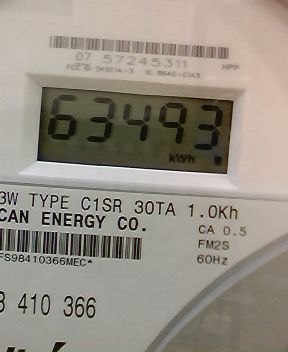 07 57245311
HPP
63493
kWh
3W TYPE C1SR 30TA 1.0Kh
CAN ENERGY CO.
CA 0.5
FM2S
60Hz
FS98410366MEC*
410 366